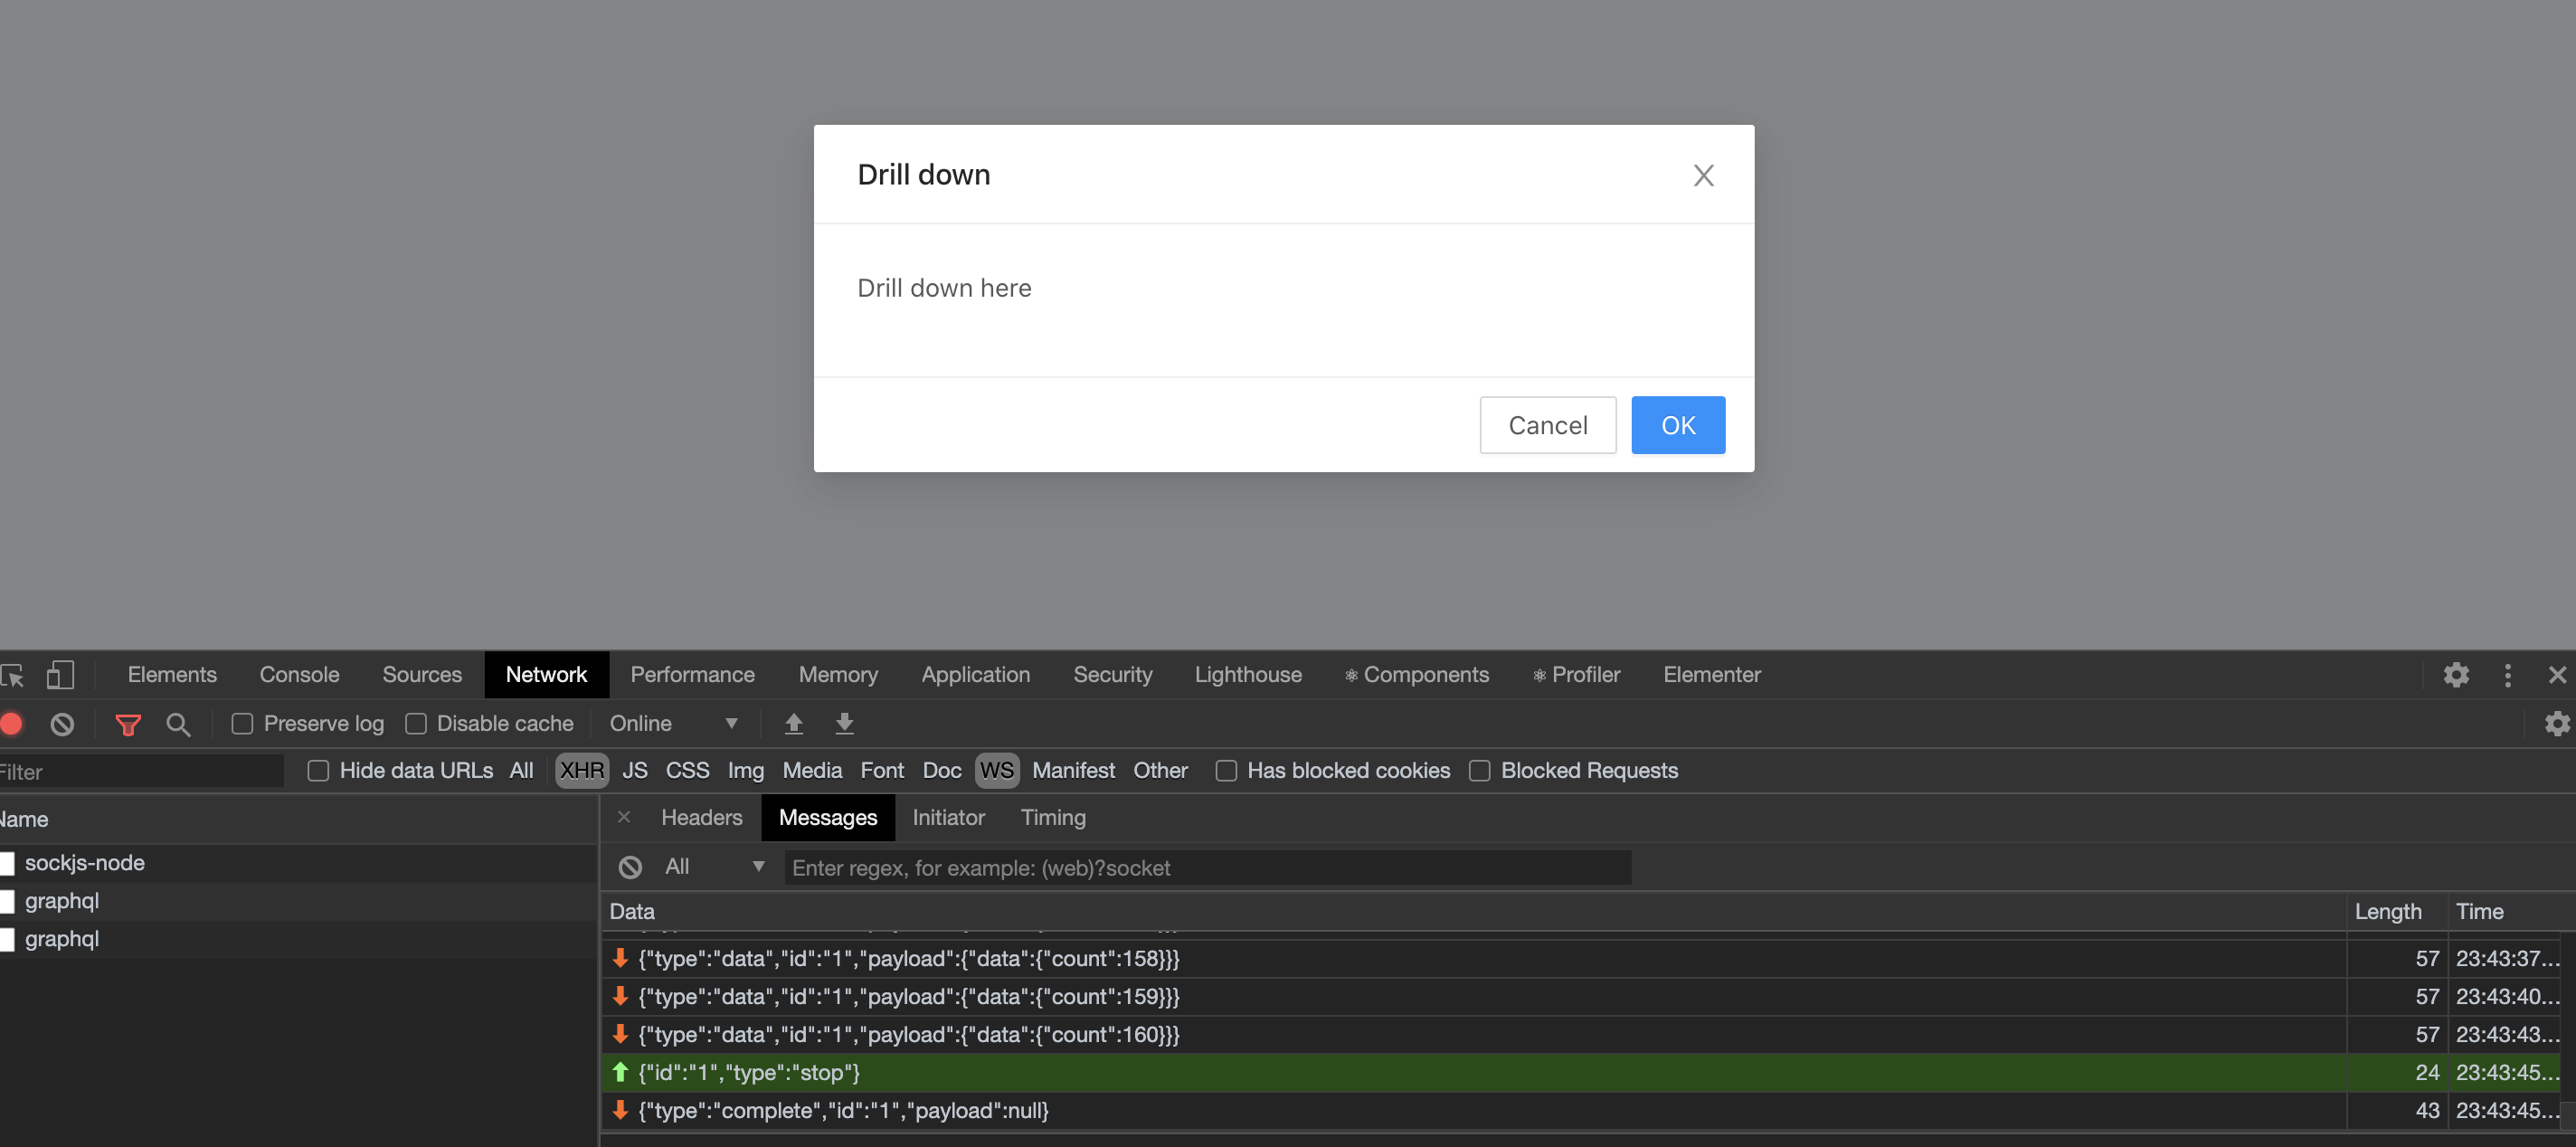 Drill down
Drill down here
Cancel OK
Elements Console Sources Network Performance Memory Application Security Lighthouse Components Profiler Elementer
Preserve log Disable cache Online
Filter Hide data URLs All XHR JS CSS Img Media Font Doc WS Manifest Other Has blocked cookies Blocked Requests
Name
sockjs-node
graphql
graphql
Headers Messages Initiator Timing
All Enter regex, for example: (web)?socket
Data Length Time
{"type":"data","id":"1","payload":{"data":{"count":158}}} 57 23:43:37...
{"type":"data","id":"1","payload":{"data":{"count":159}}} 57 23:43:40...
{"type":"data","id":"1","payload":{"data":{"count":160}}} 57 23:43:43...
{"id":"1","type":"stop"} 24 23:43:45...
{"type":"complete","id":"1","payload":null} 43 23:43:45...